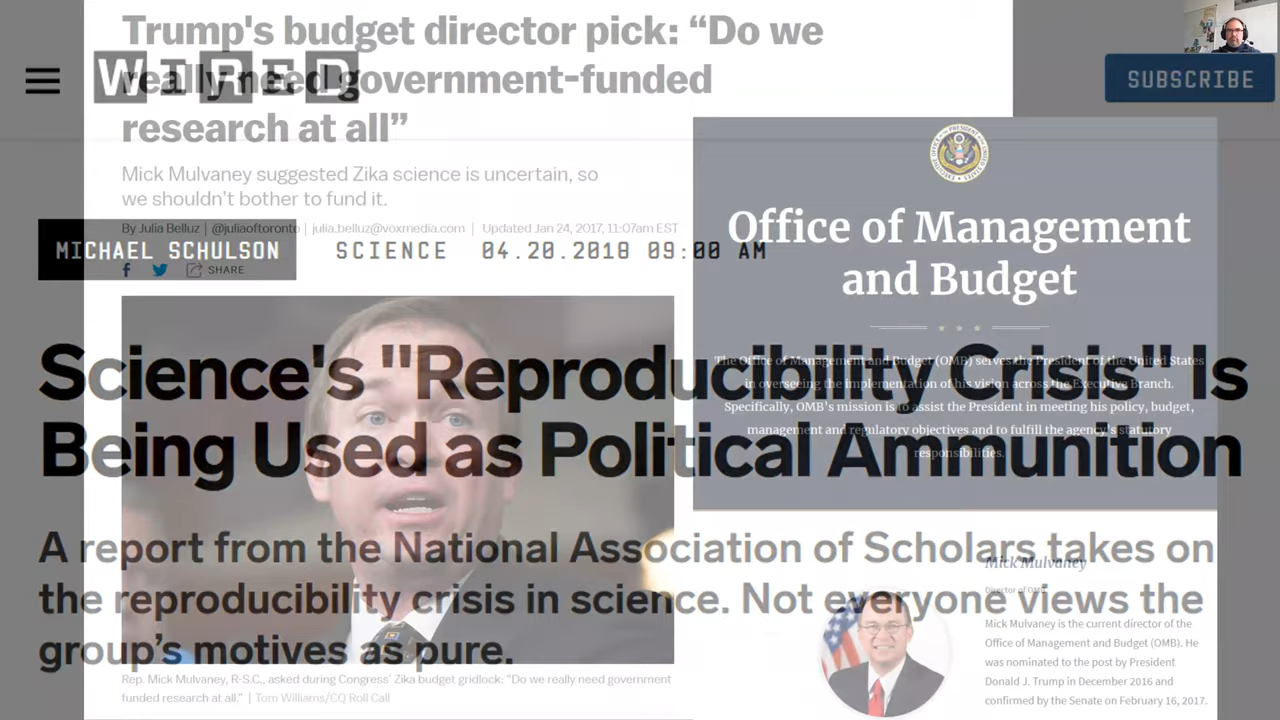 Trump's budget director pick: “Do we
really need government-funded
research at all”
Mick Mulvaney suggested Zika science is uncertain, so
we shouldn't bother to fund it.
By Julia Belluz | @juliaoftoronto | julia.belluz@voxmedia.com | Updated Jan 24, 2017, 11:07am EST
SHARE
WIRED
SUBSCRIBE
MICHAEL SCHULSON SCIENCE 04.20.2018 09:00 AM
Science's "Reproducibility Crisis" Is
Being Used as Political Ammunition
A report from the National Association of Scholars takes on
the reproducibility crisis in science. Not everyone views the
group's motives as pure.
Rep. Mick Mulvaney, R-S.C., asked during Congress' Zika budget gridlock: “Do we really need government
funded research at all.” | Tom Williams/CQ Roll Call
Office of Management
and Budget
The Office of Management and Budget (OMB) serves the President of the United States
in overseeing the implementation of his vision across the Executive Branch.
Specifically, OMB's mission is to assist the President in meeting his policy, budget,
management and regulatory objectives and to fulfill the agency's statutory
responsibilities.
Mick Mulvaney
Director of OMB
Mick Mulvaney is the current director of the
Office of Management and Budget (OMB). He
was nominated to the post by President
Donald J. Trump in December 2016 and
confirmed by the Senate on February 16, 2017.